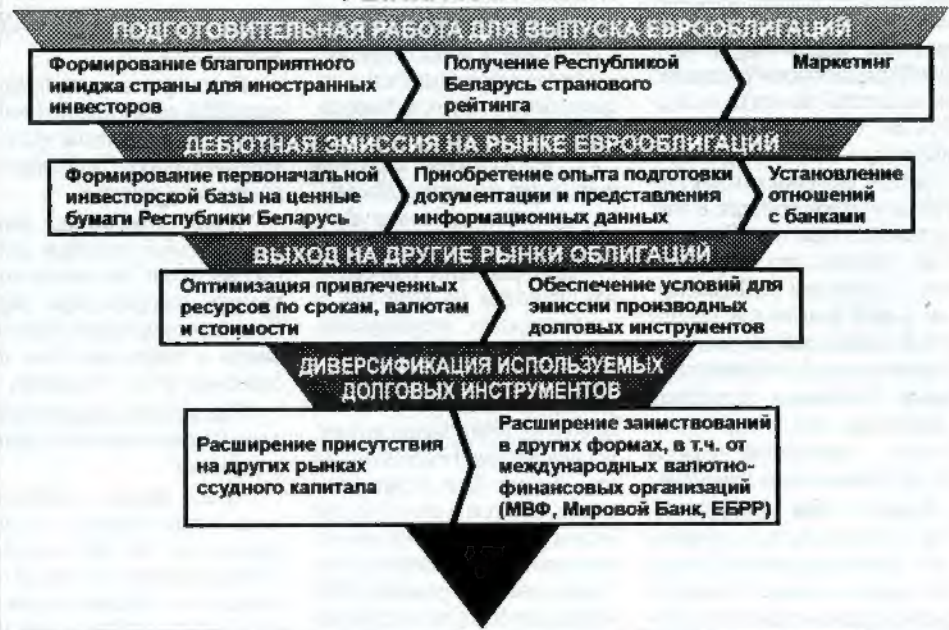 ПОДГОТОВИТЕЛЬНАЯ РАБОТА ДЛЯ ВЫПУСКА ЕВРООБЛИГАЦИЙ
Формирование благоприятного
имиджа страны для иностранных
инвесторов
Получение Республикой
Беларусь странового
рейтинга
Маркетинг
ДЕБЮТНАЯ ЭМИССИЯ НА РЫНКЕ ЕВРООБЛИГАЦИЙ
Формирование первоначальной
инвесторской базы на ценные
бумаги Республики Беларусь
Приобретение опыта подготовки
документации и представления
информационных данных
Установление
отношений
с банками
ВЫХОД НА ДРУГИЕ РЫНКИ ОБЛИГАЦИЙ
Оптимизация привлеченных
ресурсов по срокам, валютам
и стоимости
Обеспечение условий для
эмиссии производных
долговых инструментов
ДИВЕРСИФИКАЦИЯ ИСПОЛЬЗУЕМЫХ
ДОЛГОВЫХ ИНСТРУМЕНТОВ
Расширение присутствия
на других рынках
ссудного капитала
Расширение заимствований
в других формах, в т.ч. от
международных валютно-
финансовых организаций
(МВФ, Мировой Банк, ЕБРР)